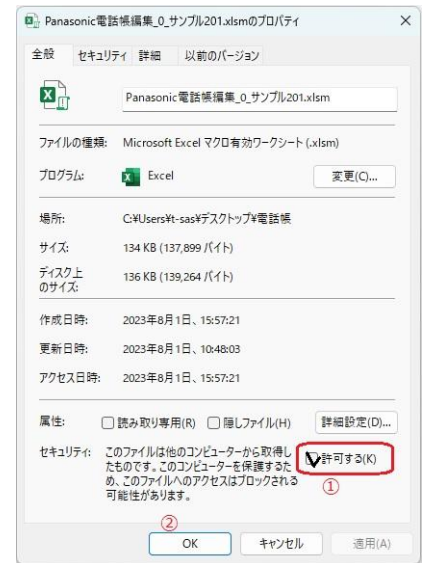 Panasonic電話帳編集_0_サンプル201.xlsmのプロパティ
全般 セキュリティ 詳細 以前のバージョン
Panasonic電話帳編集_0_サンプル201.xlsm
ファイルの種類: Microsoft Excel マクロ有効ワークシート (.xlsm)
プログラム: Excel 変更(C)...
場所: C:¥Users¥t-sas¥デスクトップ¥電話帳
サイズ: 134 KB (137,899 バイト)
ディスク上
のサイズ: 136 KB (139,264 バイト)
作成日時: 2023年8月1日、15:57:21
更新日時: 2023年8月1日、10:48:03
アクセス日時: 2023年8月1日、15:57:21
属性: 読み取り専用(R) 隠しファイル(H) 詳細設定(D)...
セキュリティ: このファイルは他のコンピューターから取得し
たものです。このコンピューターを保護するた
め、このファイルへのアクセスはブロックされる
可能性があります。
許可する(K)
①
②
OK キャンセル 適用(A)